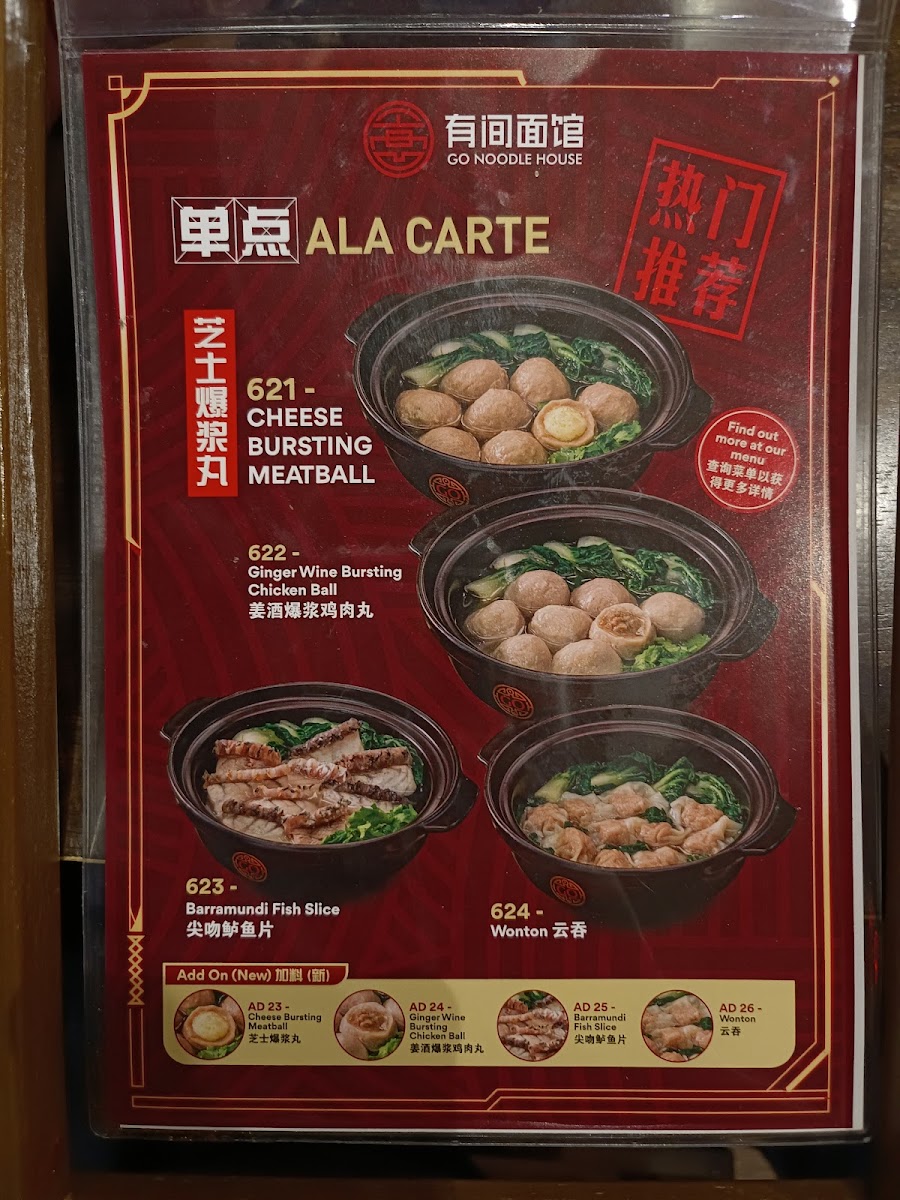 有间面馆
GO NOODLE HOUSE
热门
推荐
单点 ALA CARTE
芝士爆浆丸
621 -
CHEESE
BURSTING
MEATBALL
Find out
more at our
menu
查询菜单以获
得更多详情
622 -
Ginger Wine Bursting
Chicken Ball
姜酒爆浆鸡肉丸
623 -
Barramundi Fish Slice
尖吻鲈鱼片
624 -
Wonton 云吞
Add On (New) 加料 (新)
AD 23 -
Cheese Bursting
Meatball
芝士爆浆丸
AD 24 -
Ginger Wine
Bursting
Chicken Ball
姜酒爆浆鸡肉丸
AD 25 -
Barramundi
Fish Slice
尖吻鲈鱼片
AD 26 -
Wonton
云吞